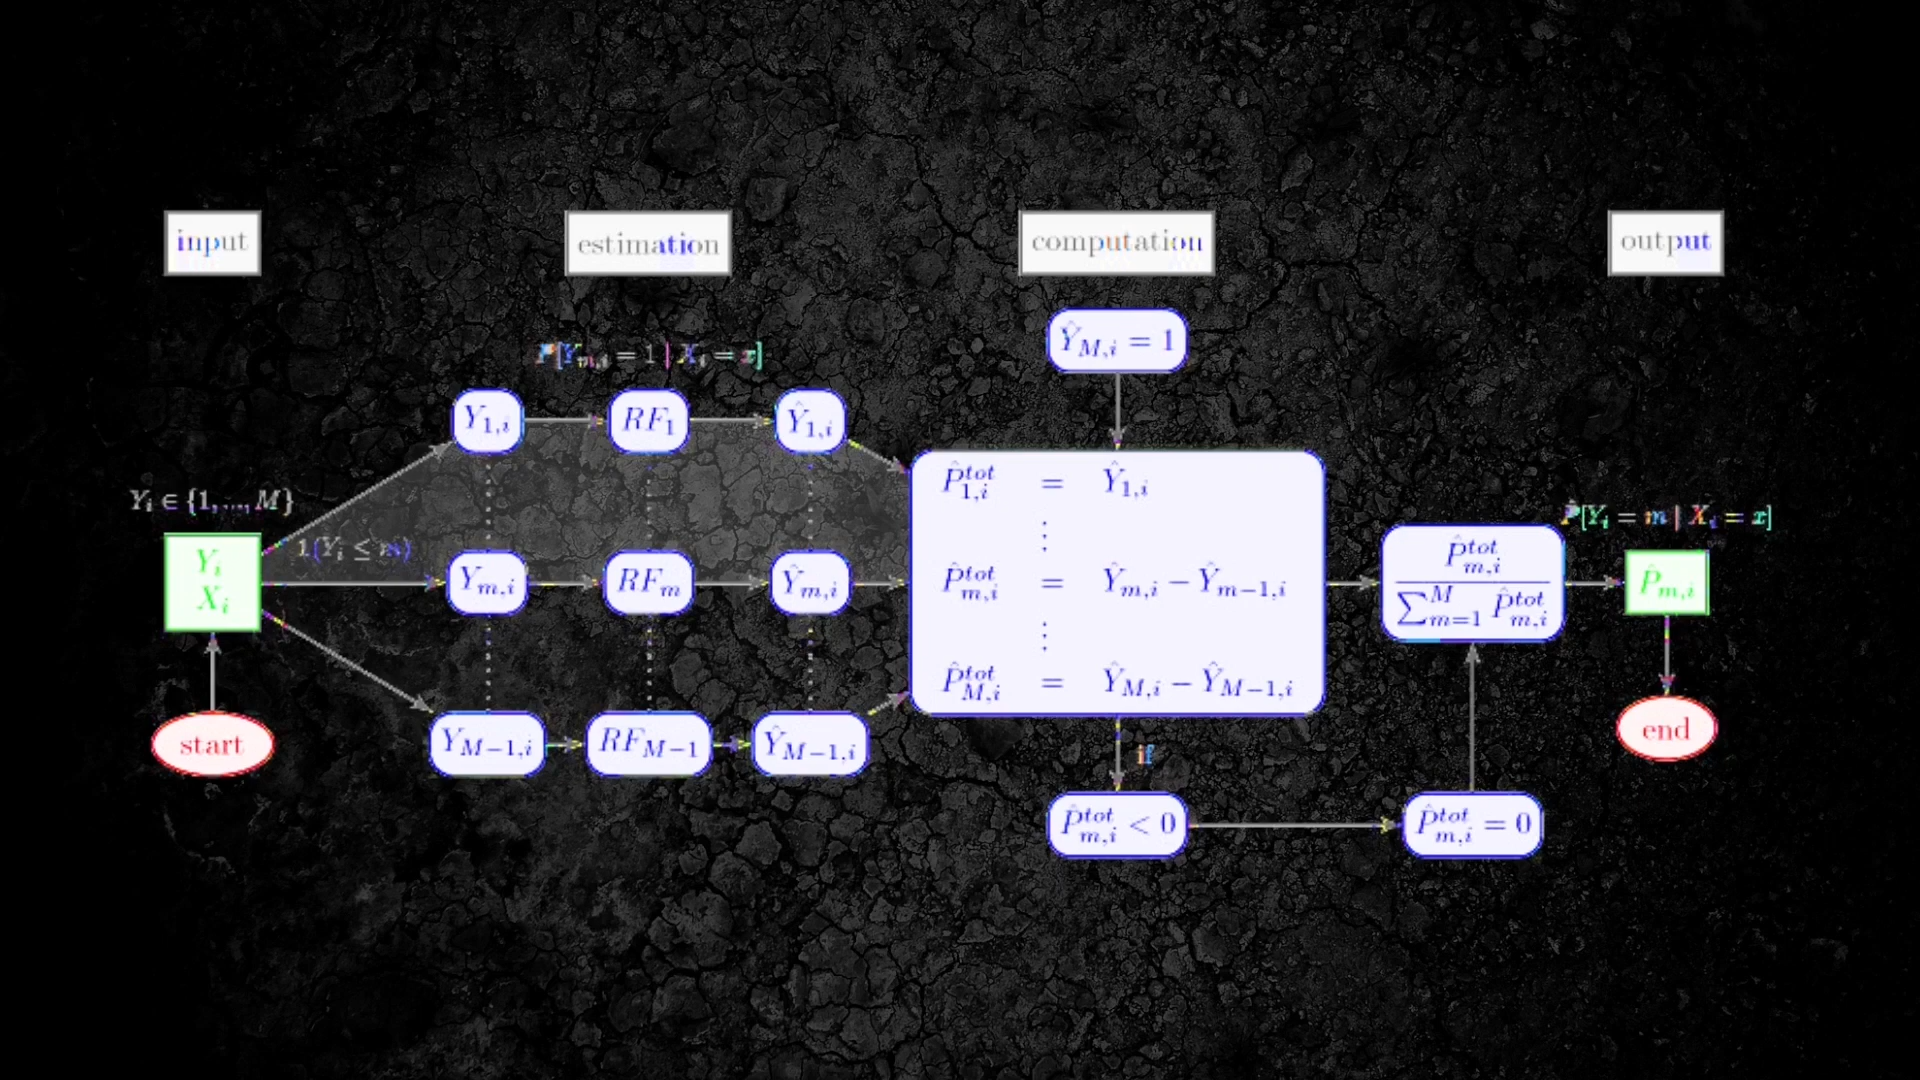 input
estimation
computation
output
Ŷ_{M,i} = 1
P[Y_{m,i} = 1 | X_i = x]
Y_{1,i}
RF_1
Ŷ_{1,i}
P̂^{tot}_{1,i} = Ŷ_{1,i}
⋮
Y_i ∈ {1, ..., M}
P̂[Y_i = m | X_i = x]
1(Y_i ≤ m)
Y_i
X_i
Y_{m,i}
RF_m
Ŷ_{m,i}
P̂^{tot}_{m,i} = Ŷ_{m,i} − Ŷ_{m−1,i}
P̂^{tot}_{m,i}
∑^{M}_{m=1} P̂^{tot}_{m,i}
P̂_{m,i}
⋮
P̂^{tot}_{M,i} = Ŷ_{M,i} − Ŷ_{M−1,i}
start
Y_{M−1,i}
RF_{M−1}
Ŷ_{M−1,i}
end
if
P̂^{tot}_{m,i} < 0
P̂^{tot}_{m,i} = 0